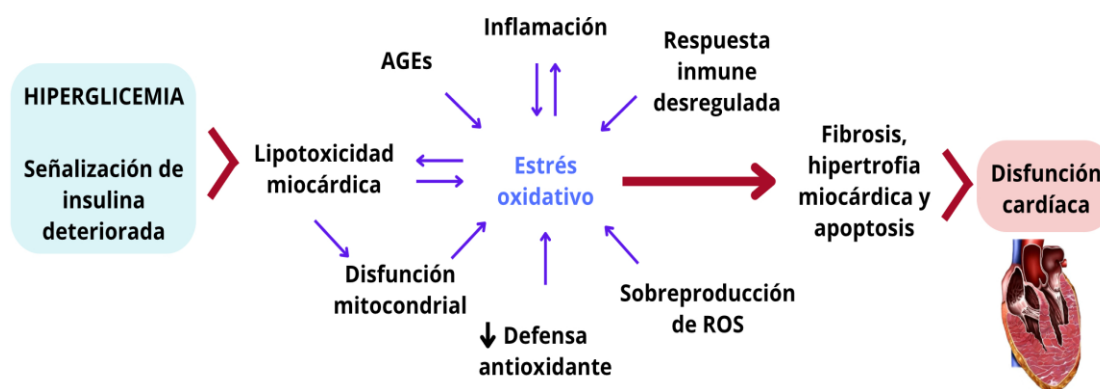 HIPERGLICEMIA
Señalización de
insulina
deteriorada
Lipotoxicidad
miocárdica
AGEs
Inflamación
Respuesta
inmune
desregulada
Estrés
oxidativo
Disfunción
mitocondrial
Defensa
antioxidante
Sobreproducción
de ROS
Fibrosis,
hipertrofia
miocárdica y
apoptosis
Disfunción
cardíaca